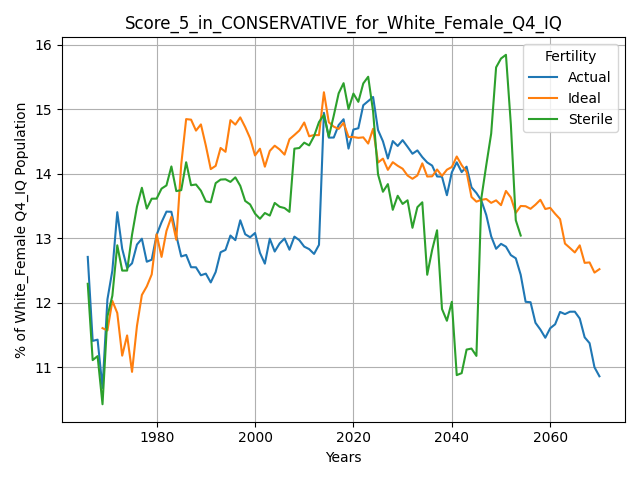 Score_5_in_CONSERVATIVE_for_White_Female_Q4_IQ
% of White_Female Q4_IQ Population
16
15
14
13
12
11
Fertility
Actual
Ideal
Sterile
1980
2000
2020
2040
2060
Years